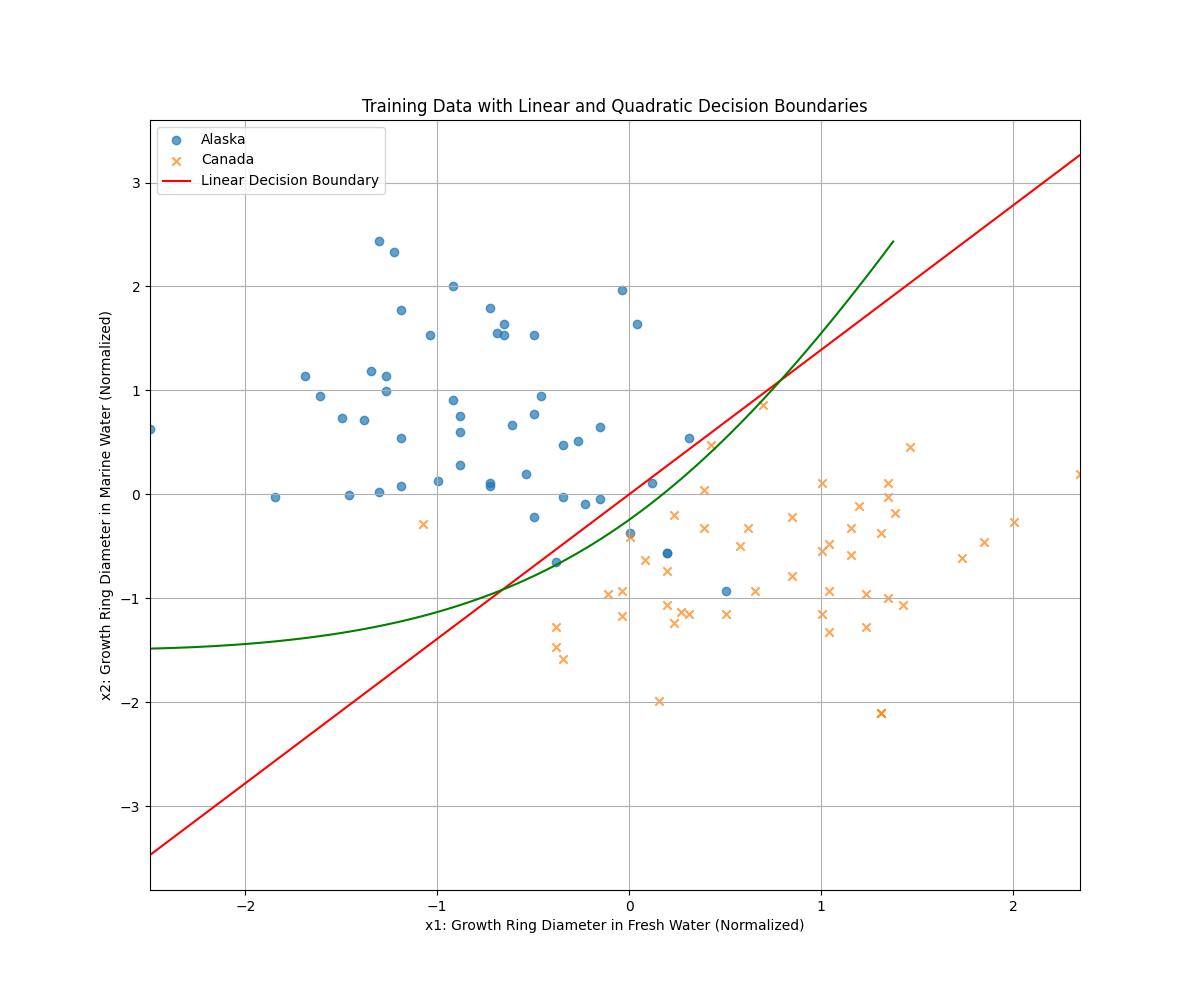 Training Data with Linear and Quadratic Decision Boundaries
Alaska
Canada
Linear Decision Boundary
3
2
1
0
−1
−2
−3
x2: Growth Ring Diameter in Marine Water (Normalized)
−2
−1
0
1
2
x1: Growth Ring Diameter in Fresh Water (Normalized)